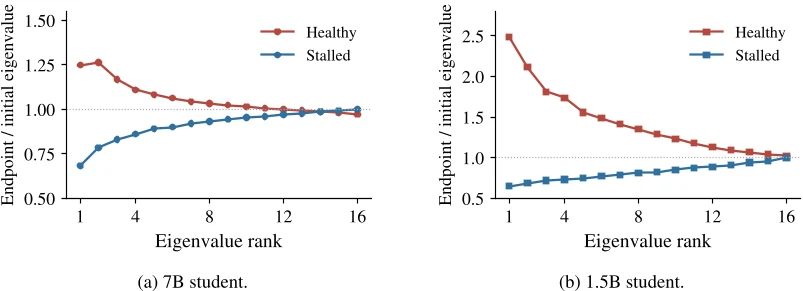 Endpoint / initial eigenvalue
1.50
1.25
1.00
0.75
0.50
Healthy
Stalled
1 4 8 12 16
Eigenvalue rank
(a) 7B student.
Endpoint / initial eigenvalue
2.5
2.0
1.5
1.0
0.5
Healthy
Stalled
1 4 8 12 16
Eigenvalue rank
(b) 1.5B student.